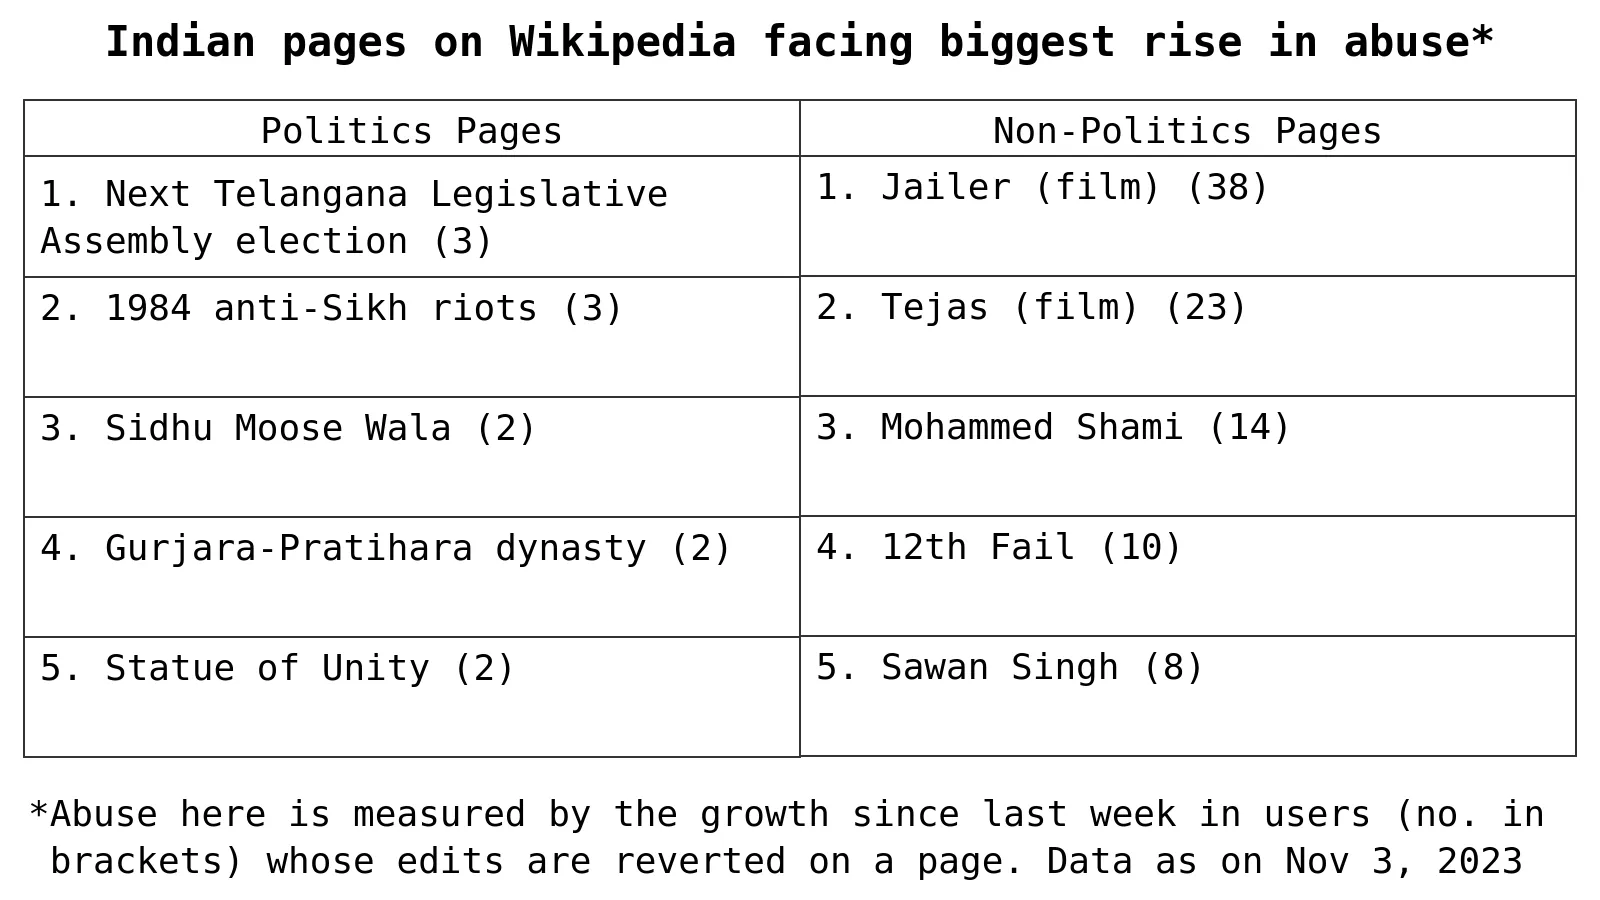 Indian pages on Wikipedia facing biggest rise in abuse*
Politics Pages
Non-Politics Pages
1. Next Telangana Legislative
Assembly election (3)
1. Jailer (film) (38)
2. 1984 anti-Sikh riots (3)
2. Tejas (film) (23)
3. Sidhu Moose Wala (2)
3. Mohammed Shami (14)
4. Gurjara-Pratihara dynasty (2)
4. 12th Fail (10)
5. Statue of Unity (2)
5. Sawan Singh (8)
*Abuse here is measured by the growth since last week in users (no. in
brackets) whose edits are reverted on a page. Data as on Nov 3, 2023